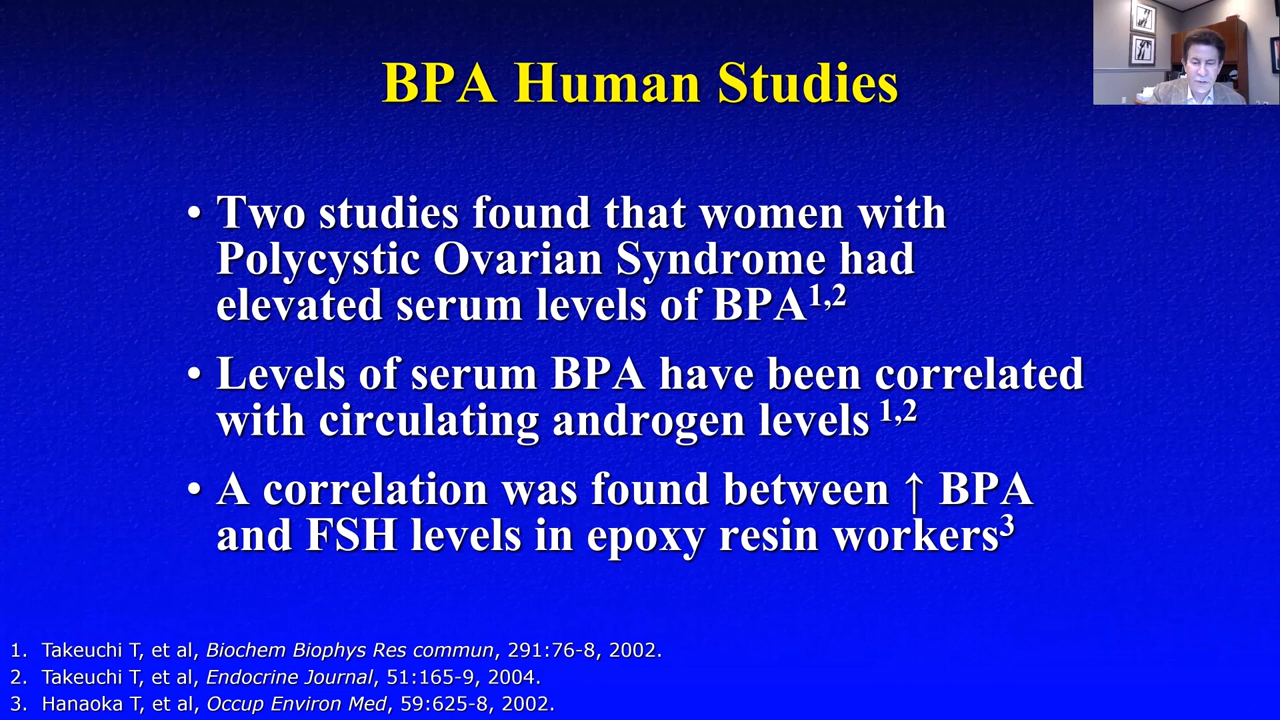 BPA Human Studies
• Two studies found that women with
Polycystic Ovarian Syndrome had
elevated serum levels of BPA1,2
• Levels of serum BPA have been correlated
with circulating androgen levels 1,2
• A correlation was found between ↑ BPA
and FSH levels in epoxy resin workers3
1. Takeuchi T, et al, Biochem Biophys Res commun, 291:76-8, 2002.
2. Takeuchi T, et al, Endocrine Journal, 51:165-9, 2004.
3. Hanaoka T, et al, Occup Environ Med, 59:625-8, 2002.